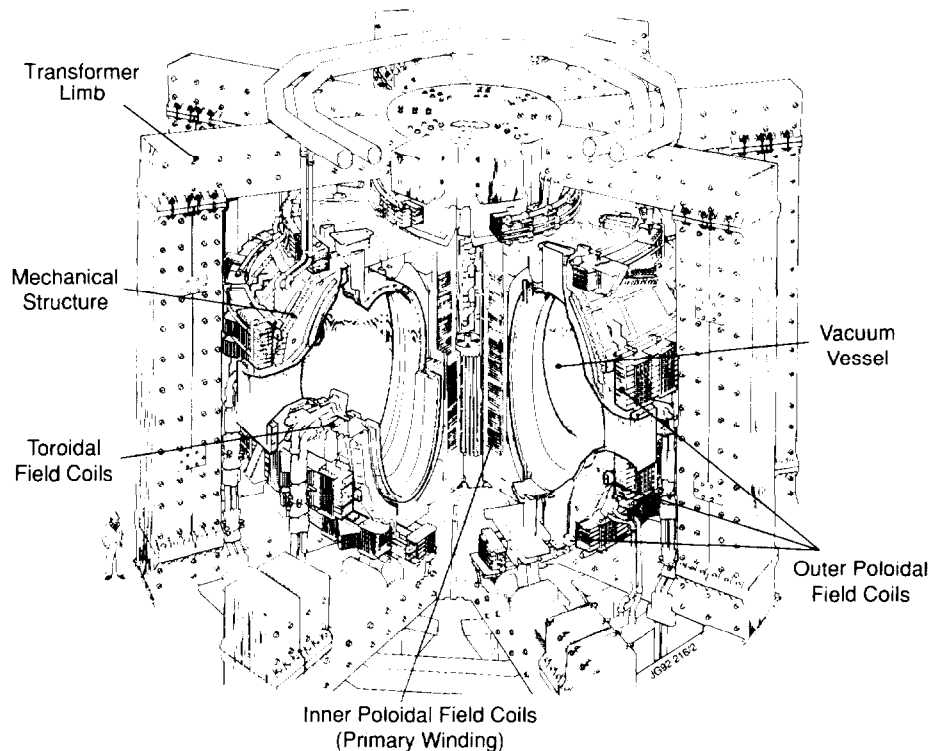 Transformer
Limb
Mechanical
Structure
Vacuum
Vessel
Toroidal
Field Coils
Outer Poloidal
Field Coils
JG92 216/2
Inner Poloidal Field Coils
(Primary Winding)